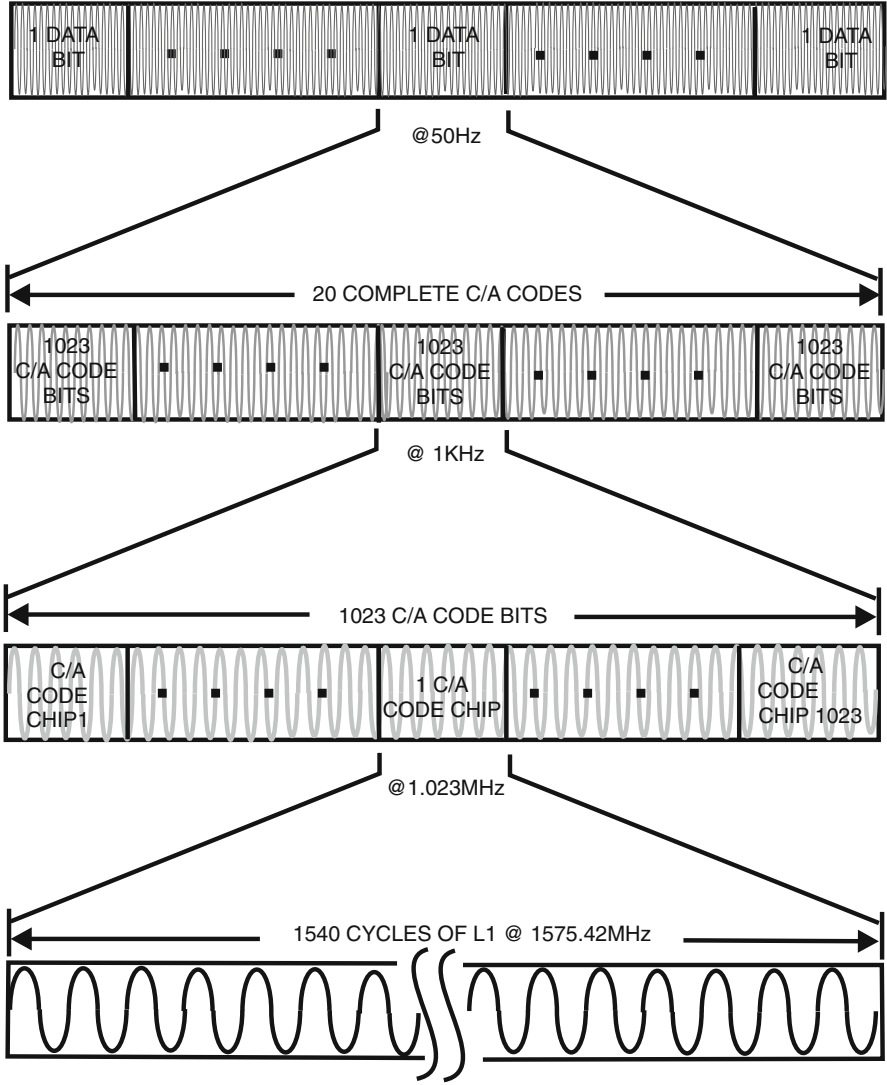 1 DATA
BIT
1 DATA
BIT
1 DATA
BIT
@50Hz
20 COMPLETE C/A CODES
1023
C/A CODE
BITS
1023
C/A CODE
BITS
1023
C/A CODE
BITS
@ 1KHz
1023 C/A CODE BITS
C/A
CODE
CHIP1
1 C/A
CODE CHIP
C/A
CODE
CHIP 1023
@1.023MHz
1540 CYCLES OF L1 @ 1575.42MHz